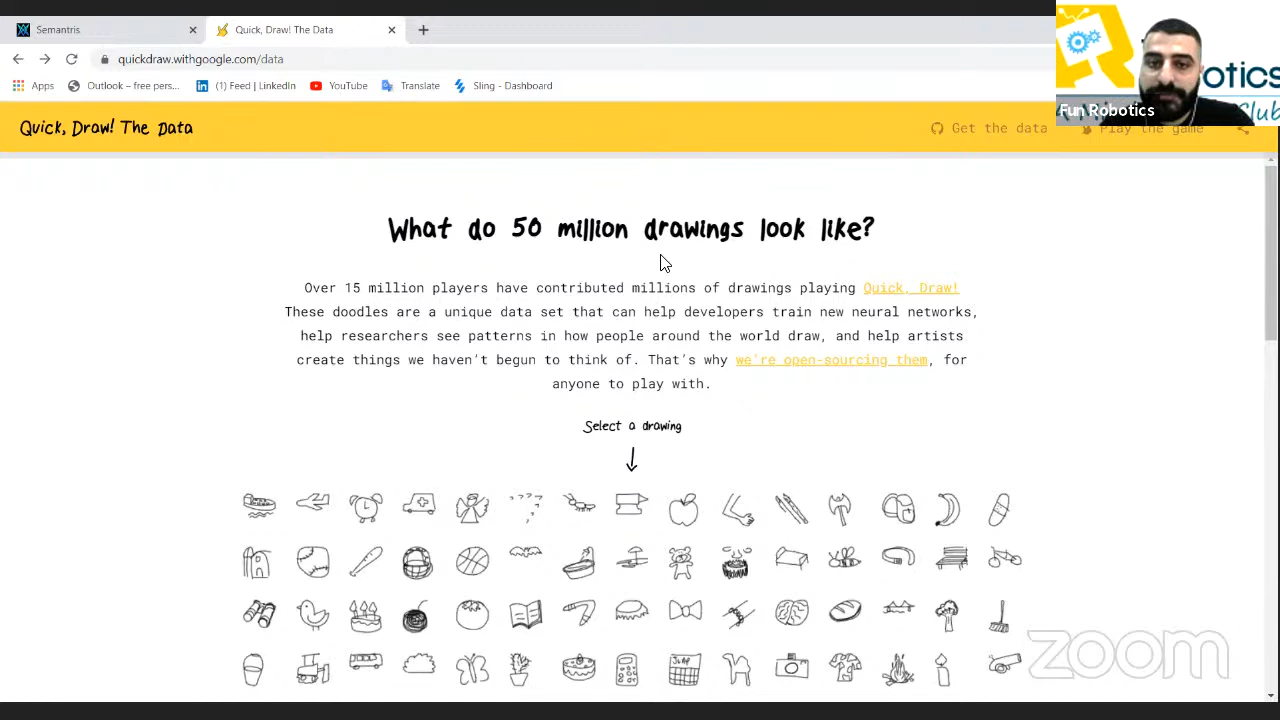 Semantris
Quick, Draw! The Data
quickdraw.withgoogle.com/data
Apps
Outlook – free pers...
(1) Feed | LinkedIn
YouTube
Translate
Sling - Dashboard
otics
Club
Fun Robotics
Quick, Draw! The Data
Get the data
Play the game
What do 50 million drawings look like?
Over 15 million players have contributed millions of drawings playing Quick, Draw!
These doodles are a unique data set that can help developers train new neural networks,
help researchers see patterns in how people around the world draw, and help artists
create things we haven't begun to think of. That's why we're open-sourcing them, for
anyone to play with.
Select a drawing
zoom